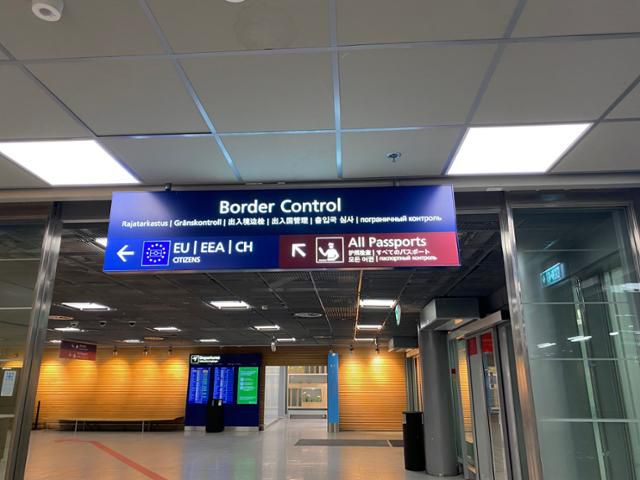 Border Control
Rajatarkastus | Gränskontroll | 出入境边检 | 出入国管理 | 출입국 심사 | пограничный контроль
EU | EEA | CH
CITIZENS
All Passports
护照检查 | すべてのパスポート
모든 여권 | паспортный контроль
Departures